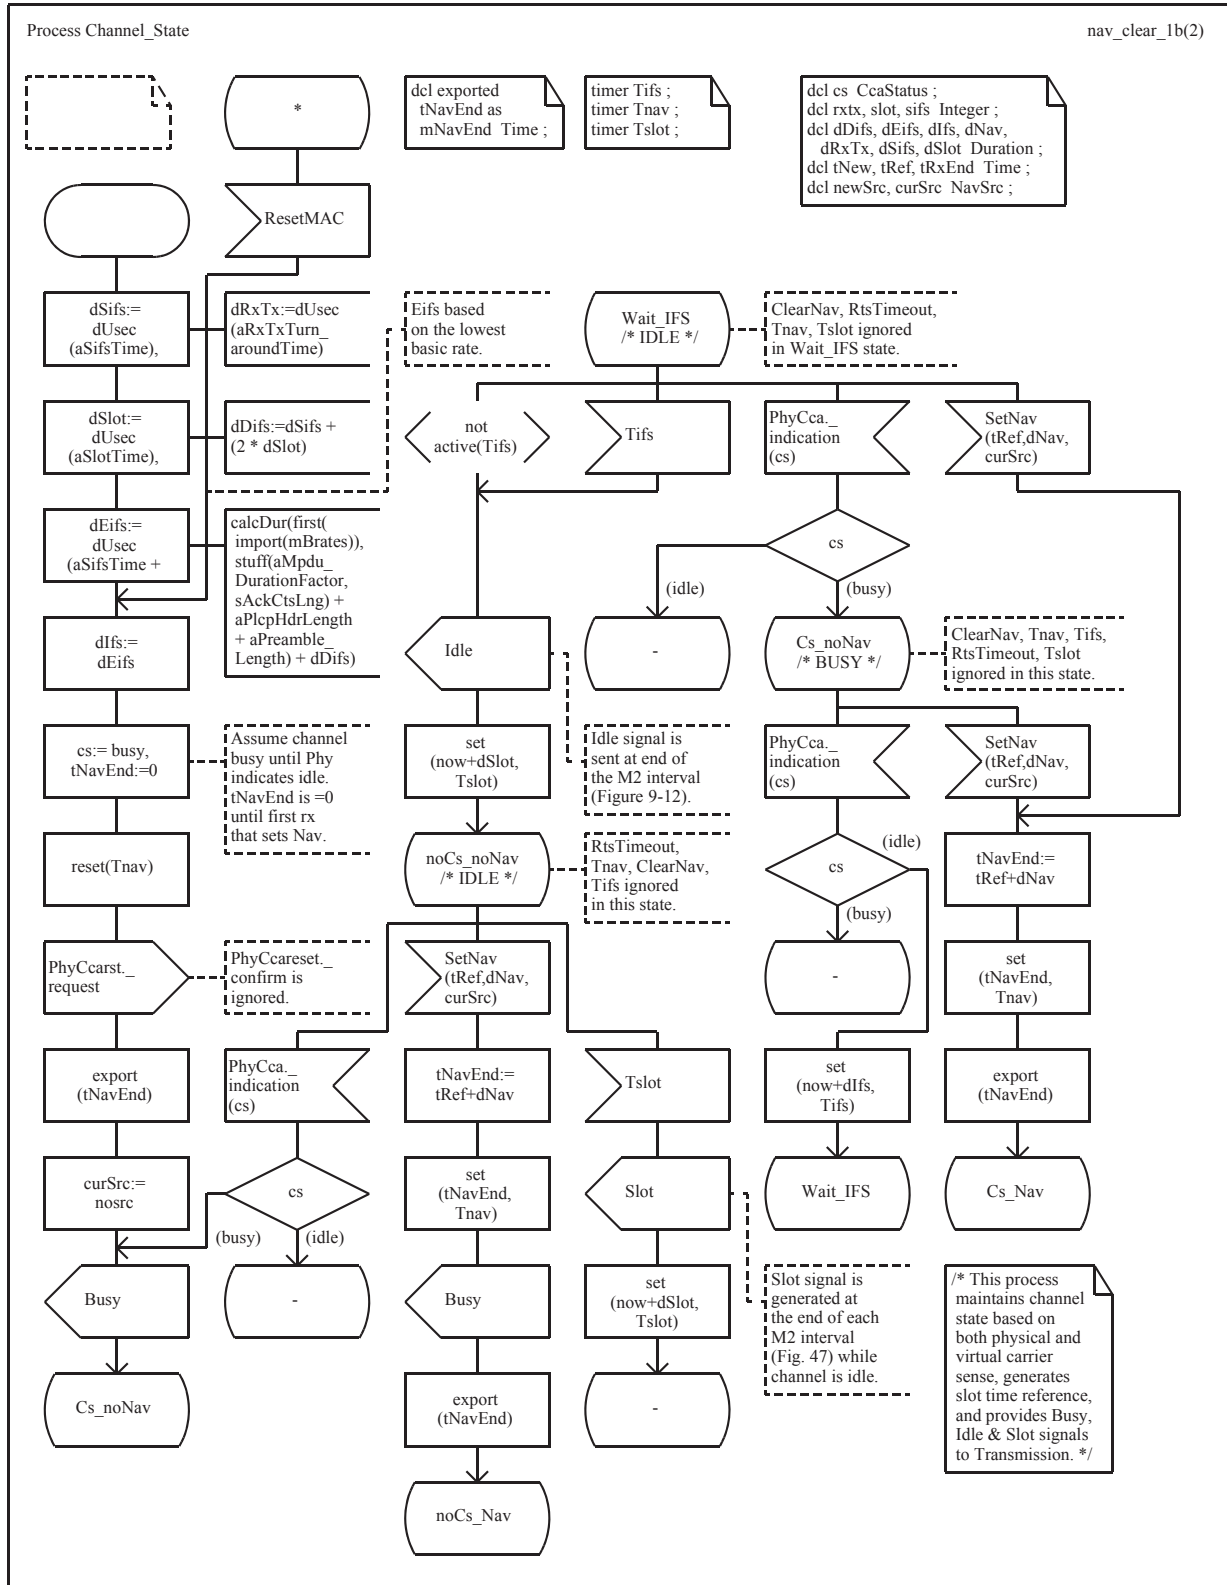 Process Channel_State
nav_clear_1b(2)
*
dcl exported
tNavEnd as
mNavEnd Time ;
timer Tifs ;
timer Tnav ;
timer Tslot ;
dcl cs CcaStatus ;
dcl rxtx, slot, sifs Integer ;
dcl dDifs, dEifs, dIfs, dNav,
dRxTx, dSifs, dSlot Duration ;
dcl tNew, tRef, tRxEnd Time ;
dcl newSrc, curSrc NavSrc ;
ResetMAC
dSifs:=
dUsec
(aSifsTime),
dRxTx:=dUsec
(aRxTxTurn_
aroundTime)
Eifs based
on the lowest
basic rate.
Wait_IFS
/* IDLE */
ClearNav, RtsTimeout,
Tnav, Tslot ignored
in Wait_IFS state.
dSlot:=
dUsec
(aSlotTime),
dDifs:=dSifs +
(2 * dSlot)
not
active(Tifs)
Tifs
PhyCca._
indication
(cs)
SetNav
(tRef,dNav,
curSrc)
dEifs:=
dUsec
(aSifsTime +
calcDur(first(
import(mBrates)),
stuff(aMpdu_
DurationFactor,
sAckCtsLng) +
aPlcpHdrLength
+ aPreamble_
Length) + dDifs)
cs
(idle)
(busy)
dIfs:=
dEifs
Idle
-
Cs_noNav
/* BUSY */
ClearNav, Tnav, Tifs,
RtsTimeout, Tslot
ignored in this state.
cs:= busy,
tNavEnd:=0
Assume channel
busy until Phy
indicates idle.
tNavEnd is =0
until first rx
that sets Nav.
set
(now+dSlot,
Tslot)
Idle signal is
sent at end of
the M2 interval
(Figure 9-12).
PhyCca._
indication
(cs)
SetNav
(tRef,dNav,
curSrc)
reset(Tnav)
noCs_noNav
/* IDLE */
RtsTimeout,
Tnav, ClearNav,
Tifs ignored
in this state.
cs
(idle)
(busy)
tNavEnd:=
tRef+dNav
PhyCcarst._
request
PhyCcareset._
confirm is
ignored.
SetNav
(tRef,dNav,
curSrc)
-
set
(tNavEnd,
Tnav)
export
(tNavEnd)
PhyCca._
indication
(cs)
tNavEnd:=
tRef+dNav
Tslot
set
(now+dIfs,
Tifs)
export
(tNavEnd)
curSrc:=
nosrc
cs
(busy)
(idle)
set
(tNavEnd,
Tnav)
Slot
Wait_IFS
Cs_Nav
Busy
-
Busy
set
(now+dSlot,
Tslot)
Slot signal is
generated at
the end of each
M2 interval
(Fig. 47) while
channel is idle.
/* This process
maintains channel
state based on
both physical and
virtual carrier
sense, generates
slot time reference,
and provides Busy,
Idle & Slot signals
to Transmission. */
Cs_noNav
export
(tNavEnd)
-
noCs_Nav